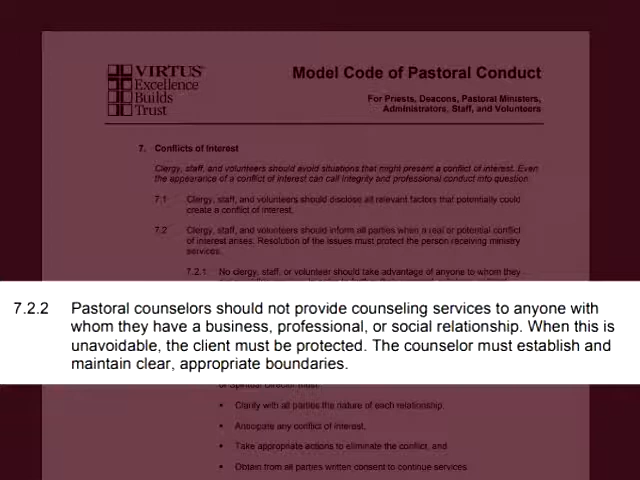 VIRTUS®
Excellence
Builds
Trust
Model Code of Pastoral Conduct
For Priests, Deacons, Pastoral Ministers,
Administrators, Staff, and Volunteers
7. Conflicts of Interest
Clergy, staff, and volunteers should avoid situations that might present a conflict of interest. Even
the appearance of a conflict of interest can call integrity and professional conduct into question.
7.1 Clergy, staff, and volunteers should disclose all relevant factors that potentially could
create a conflict of interest.
7.2 Clergy, staff, and volunteers should inform all parties when a real or potential conflict
of interest arises. Resolution of the issues must protect the person receiving ministry
services.
7.2.1 No clergy, staff, or volunteer should take advantage of anyone to whom they
7.2.2 Pastoral counselors should not provide counseling services to anyone with
whom they have a business, professional, or social relationship. When this is
unavoidable, the client must be protected. The counselor must establish and
maintain clear, appropriate boundaries.
or Spiritual Director must:
• Clarify with all parties the nature of each relationship,
• Anticipate any conflict of interest,
• Take appropriate actions to eliminate the conflict, and
• Obtain from all parties written consent to continue services.